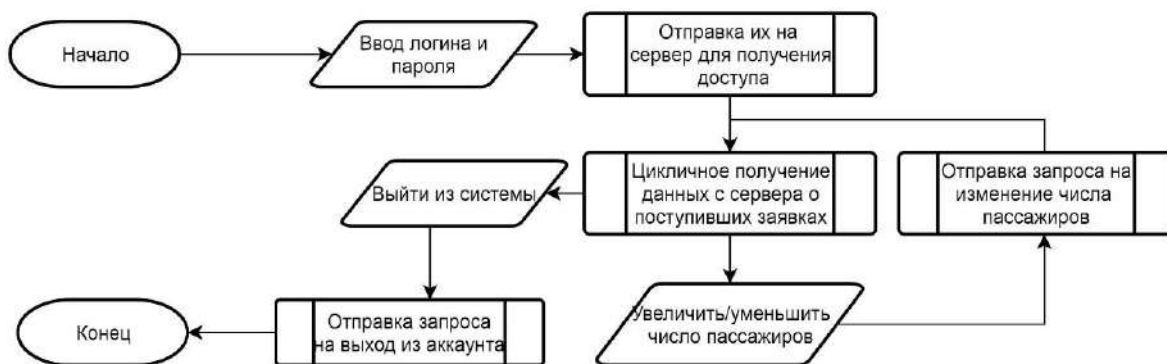 Начало
Ввод логина и
пароля
Отправка их на
сервер для получения
доступа
Выйти из системы
Цикличное получение
данных с сервера о
поступивших заявках
Отправка запроса на
изменение числа
пассажиров
Конец
Отправка запроса
на выход из аккаунта
Увеличить/уменьшить
число пассажиров